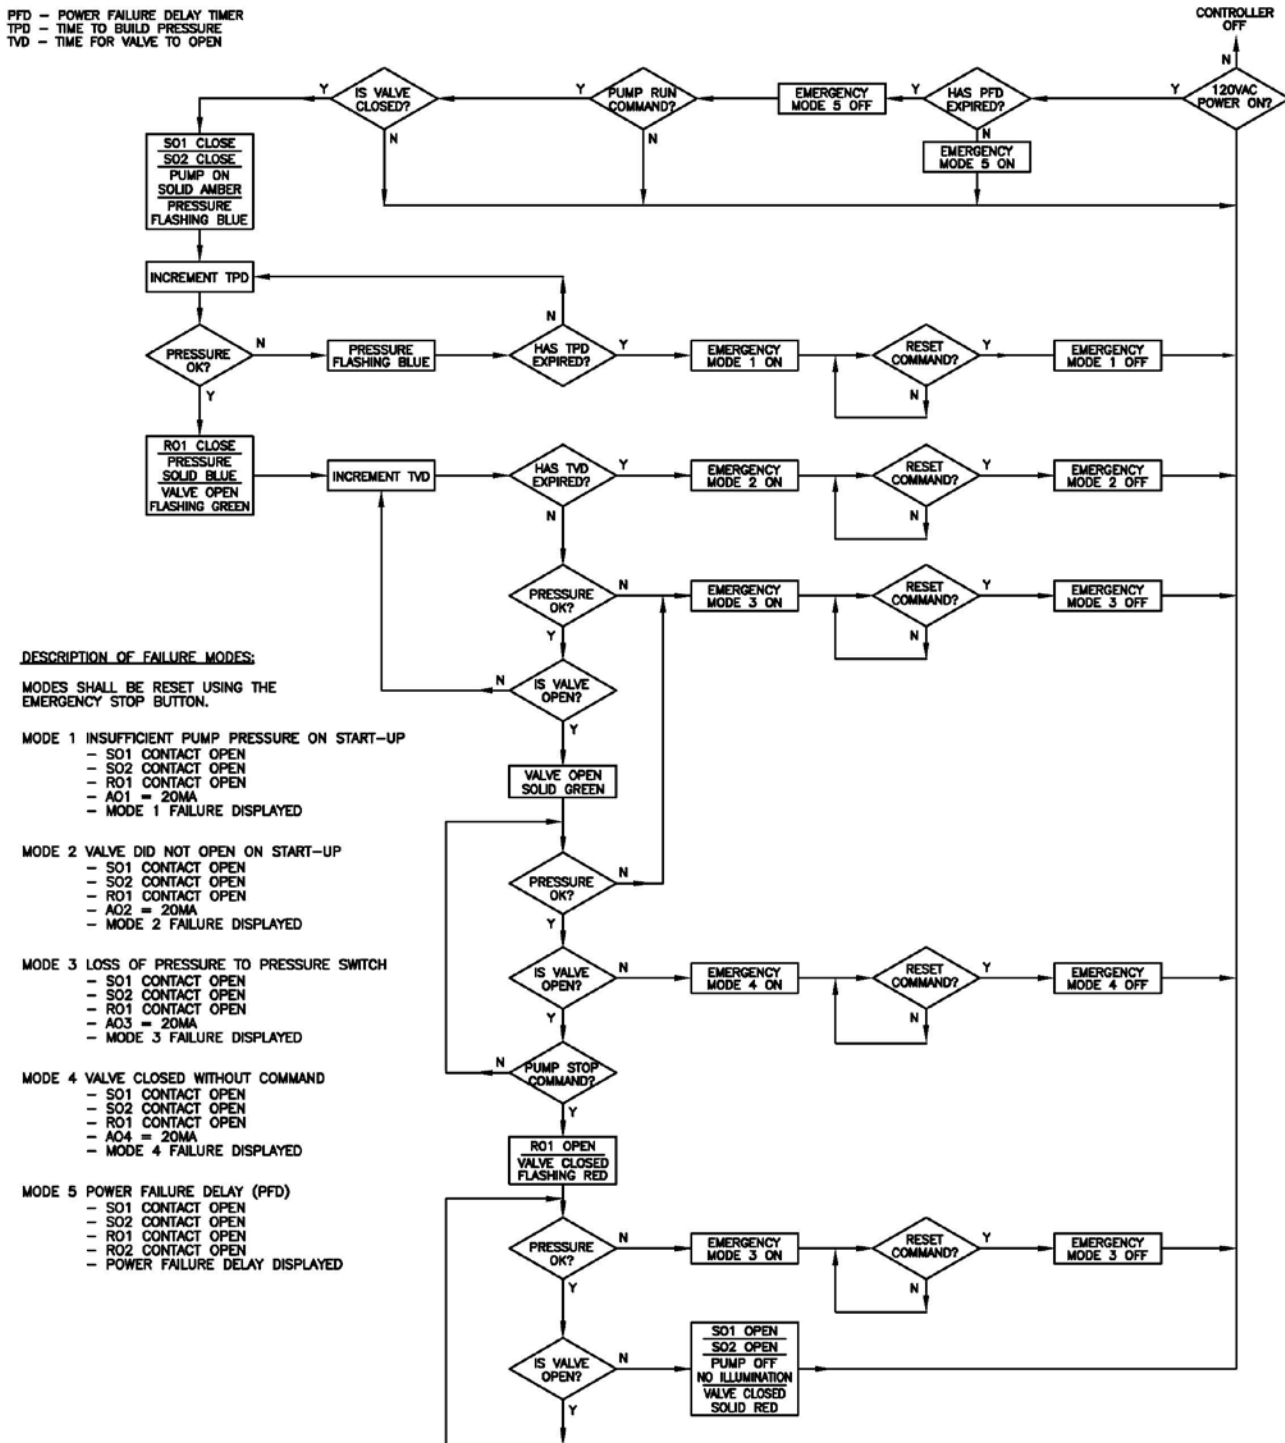 PFD – POWER FAILURE DELAY TIMER
TPD – TIME TO BUILD PRESSURE
TVD – TIME FOR VALVE TO OPEN
CONTROLLER
OFF
N
120VAC
POWER ON?
Y
HAS PFD
EXPIRED?
Y
N
EMERGENCY
MODE 5 ON
EMERGENCY
MODE 5 OFF
PUMP RUN
COMMAND?
Y
N
IS VALVE
CLOSED?
Y
N
SO1 CLOSE
SO2 CLOSE
PUMP ON
SOLID AMBER
PRESSURE
FLASHING BLUE
INCREMENT TPD
PRESSURE
OK?
N
Y
PRESSURE
FLASHING BLUE
HAS TPD
EXPIRED?
N
Y
EMERGENCY
MODE 1 ON
RESET
COMMAND?
Y
N
EMERGENCY
MODE 1 OFF
RO1 CLOSE
PRESSURE
SOLID BLUE
VALVE OPEN
FLASHING GREEN
INCREMENT TVD
HAS TVD
EXPIRED?
Y
N
EMERGENCY
MODE 2 ON
RESET
COMMAND?
Y
N
EMERGENCY
MODE 2 OFF
PRESSURE
OK?
N
Y
EMERGENCY
MODE 3 ON
RESET
COMMAND?
Y
N
EMERGENCY
MODE 3 OFF
IS VALVE
OPEN?
N
Y
VALVE OPEN
SOLID GREEN
PRESSURE
OK?
N
Y
IS VALVE
OPEN?
N
Y
EMERGENCY
MODE 4 ON
RESET
COMMAND?
Y
N
EMERGENCY
MODE 4 OFF
PUMP STOP
COMMAND?
N
Y
RO1 OPEN
VALVE CLOSED
FLASHING RED
PRESSURE
OK?
N
Y
EMERGENCY
MODE 3 ON
RESET
COMMAND?
Y
N
EMERGENCY
MODE 3 OFF
IS VALVE
OPEN?
N
Y
SO1 OPEN
SO2 OPEN
PUMP OFF
NO ILLUMINATION
VALVE CLOSED
SOLID RED
DESCRIPTION OF FAILURE MODES:
MODES SHALL BE RESET USING THE
EMERGENCY STOP BUTTON.
MODE 1 INSUFFICIENT PUMP PRESSURE ON START-UP
– SO1 CONTACT OPEN
– SO2 CONTACT OPEN
– RO1 CONTACT OPEN
– AO1 = 20MA
– MODE 1 FAILURE DISPLAYED
MODE 2 VALVE DID NOT OPEN ON START-UP
– SO1 CONTACT OPEN
– SO2 CONTACT OPEN
– RO1 CONTACT OPEN
– AO2 = 20MA
– MODE 2 FAILURE DISPLAYED
MODE 3 LOSS OF PRESSURE TO PRESSURE SWITCH
– SO1 CONTACT OPEN
– SO2 CONTACT OPEN
– RO1 CONTACT OPEN
– AO3 = 20MA
– MODE 3 FAILURE DISPLAYED
MODE 4 VALVE CLOSED WITHOUT COMMAND
– SO1 CONTACT OPEN
– SO2 CONTACT OPEN
– RO1 CONTACT OPEN
– AO4 = 20MA
– MODE 4 FAILURE DISPLAYED
MODE 5 POWER FAILURE DELAY (PFD)
– SO1 CONTACT OPEN
– SO2 CONTACT OPEN
– RO1 CONTACT OPEN
– RO2 CONTACT OPEN
– POWER FAILURE DELAY DISPLAYED